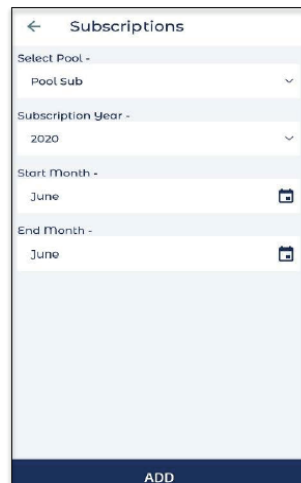 Subscriptions
Select Pool -
Pool Sub
Subscription Year -
2020
Start Month -
June
End Month -
June
ADD